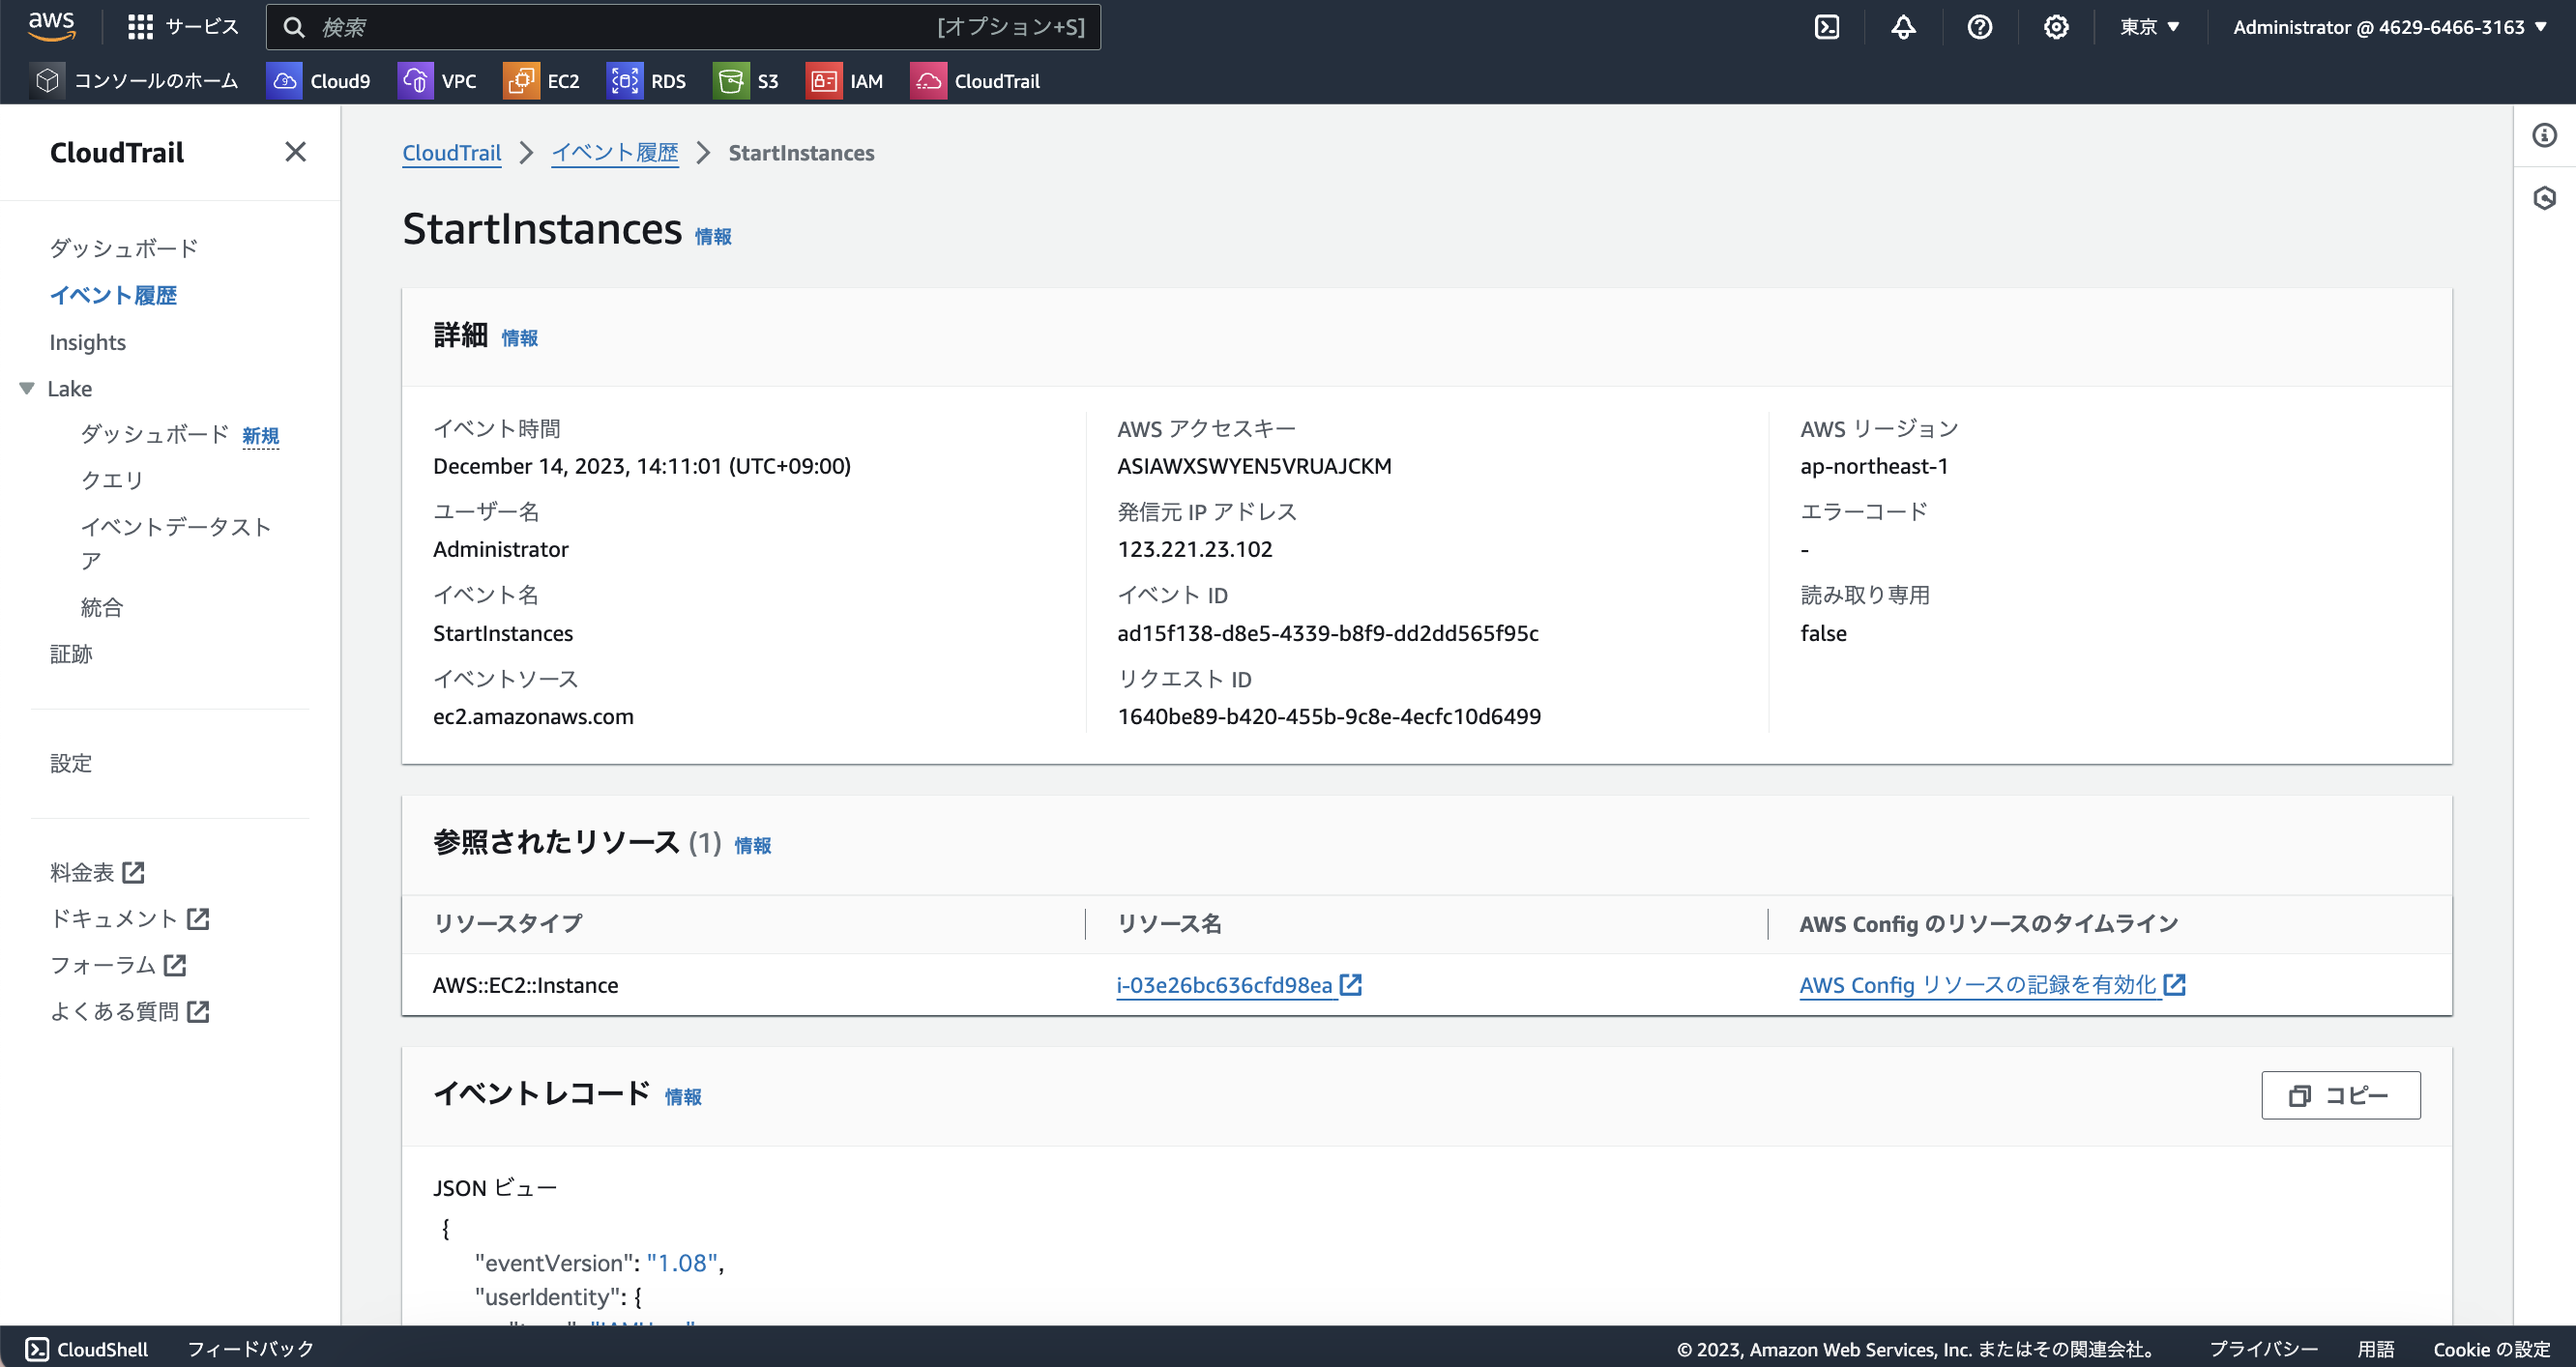 aws サービス 検索 [オプション+S] 東京 ▼ Administrator @ 4629-6466-3163 ▼
コンソールのホーム Cloud9 VPC EC2 RDS S3 IAM CloudTrail
CloudTrail
ダッシュボード
イベント履歴
Insights
Lake
ダッシュボード 新規
クエリ
イベントデータスト
ア
統合
証跡
設定
料金表
ドキュメント
フォーラム
よくある質問
CloudTrail > イベント履歴 > StartInstances
StartInstances 情報
詳細 情報
イベント時間
December 14, 2023, 14:11:01 (UTC+09:00)
ユーザー名
Administrator
イベント名
StartInstances
イベントソース
ec2.amazonaws.com
AWS アクセスキー
ASIAWXSWYEN5VRUAJCKM
発信元 IP アドレス
123.221.23.102
イベント ID
ad15f138-d8e5-4339-b8f9-dd2dd565f95c
リクエスト ID
1640be89-b420-455b-9c8e-4ecfc10d6499
AWS リージョン
ap-northeast-1
エラーコード
-
読み取り専用
false
参照されたリソース (1) 情報
リソースタイプ リソース名 AWS Config のリソースのタイムライン
AWS::EC2::Instance i-03e26bc636cfd98ea AWS Config リソースの記録を有効化
イベントレコード 情報 コピー
JSON ビュー
{
"eventVersion": "1.08",
"userIdentity": {
CloudShell フィードバック © 2023, Amazon Web Services, Inc. またはその関連会社。 プライバシー 用語 Cookie の設定